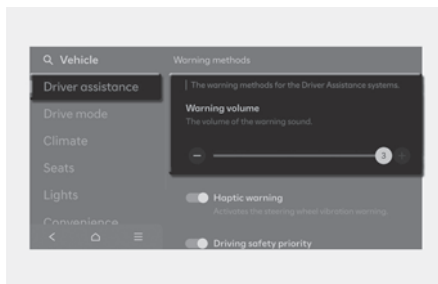 Vehicle
Warning methods
Driver assistance
The warning methods for the Driver Assistance systems.
Drive mode
Warning volume
The volume of the warning sound.
Climate
3
Seats
Lights
Haptic warning
Activates the steering wheel vibration warning.
Convenience
Driving safety priority